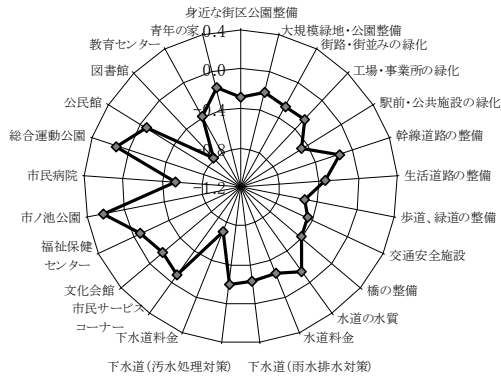 身近な街区公園整備
0.4
青年の家
大規模緑地・公園整備
教育センター
街路・街並みの緑化
図書館
0.0
工場・事業所の緑化
公民館
-0.4
駅前・公共施設の緑化
総合運動公園
幹線道路の整備
市民病院
-0.8
生活道路の整備
-1.2
市ノ池公園
歩道、緑道の整備
福祉保健
センター
交通安全施設
文化会館
橋の整備
市民サービス
コーナー
水道の水質
下水道料金
水道料金
下水道(汚水処理対策)
下水道(雨水排水対策)